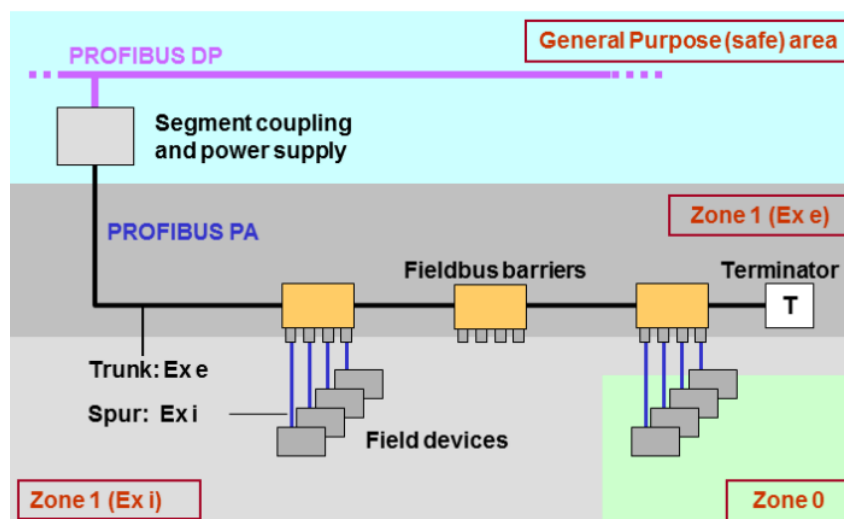 General Purpose (safe) area
PROFIBUS DP
Segment coupling
and power supply
Zone 1 (Ex e)
PROFIBUS PA
Fieldbus barriers
Terminator
T
Trunk: Ex e
Spur: Ex i
Field devices
Zone 1 (Ex i)
Zone 0